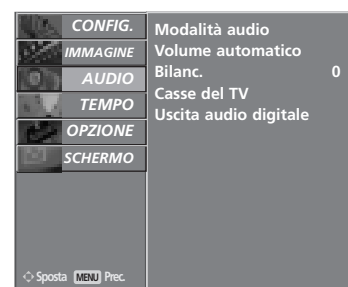 CONFIG.
IMMAGINE
AUDIO
TEMPO
OPZIONE
SCHERMO
Sposta MENU Prec.
Modalità audio
Volume automatico
Bilanc. 0
Casse del TV
Uscita audio digitale